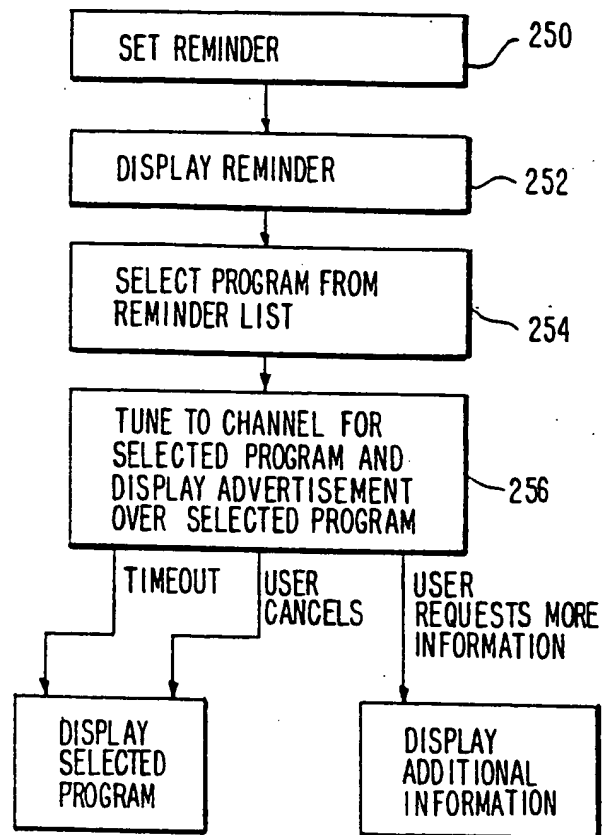 SET REMINDER
250
DISPLAY REMINDER
252
SELECT PROGRAM FROM
REMINDER LIST
254
TUNE TO CHANNEL FOR
SELECTED PROGRAM AND
DISPLAY ADVERTISEMENT
OVER SELECTED PROGRAM
256
TIMEOUT
USER
CANCELS
USER
REQUESTS MORE
INFORMATION
DISPLAY
SELECTED
PROGRAM
DISPLAY
ADDITIONAL
INFORMATION